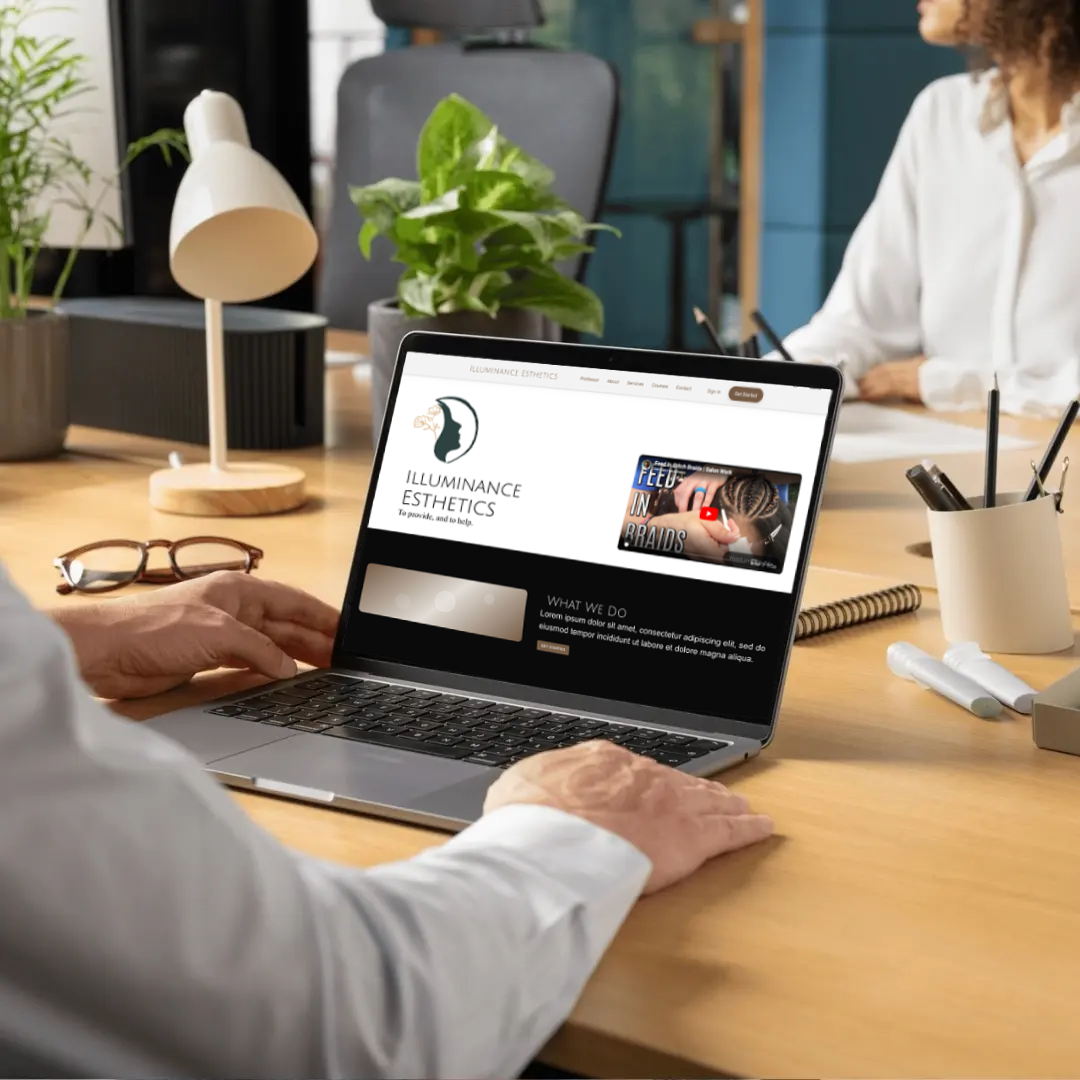 ILLUMINANCE ESTHETICS
About
Services
Courses
Contact
Sign In
Get Started
ILLUMINANCE
ESTHETICS
To provide, and to help.
Feed In Stitch Braids | Salon Work
FEED-
IN
BRAIDS
WHAT WE DO
Lorem ipsum dolor sit amet, consectetur adipiscing elit, sed do
eiusmod tempor incididunt ut labore et dolore magna aliqua.
GET STARTED